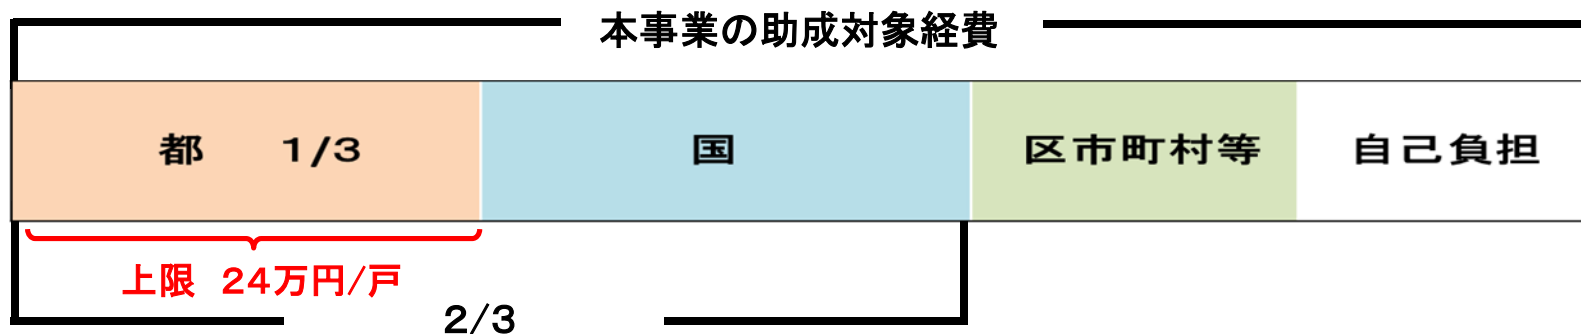 本事業の助成対象経費
都 1/3
国
区市町村等
自己負担
上限 24万円/戸
2/3